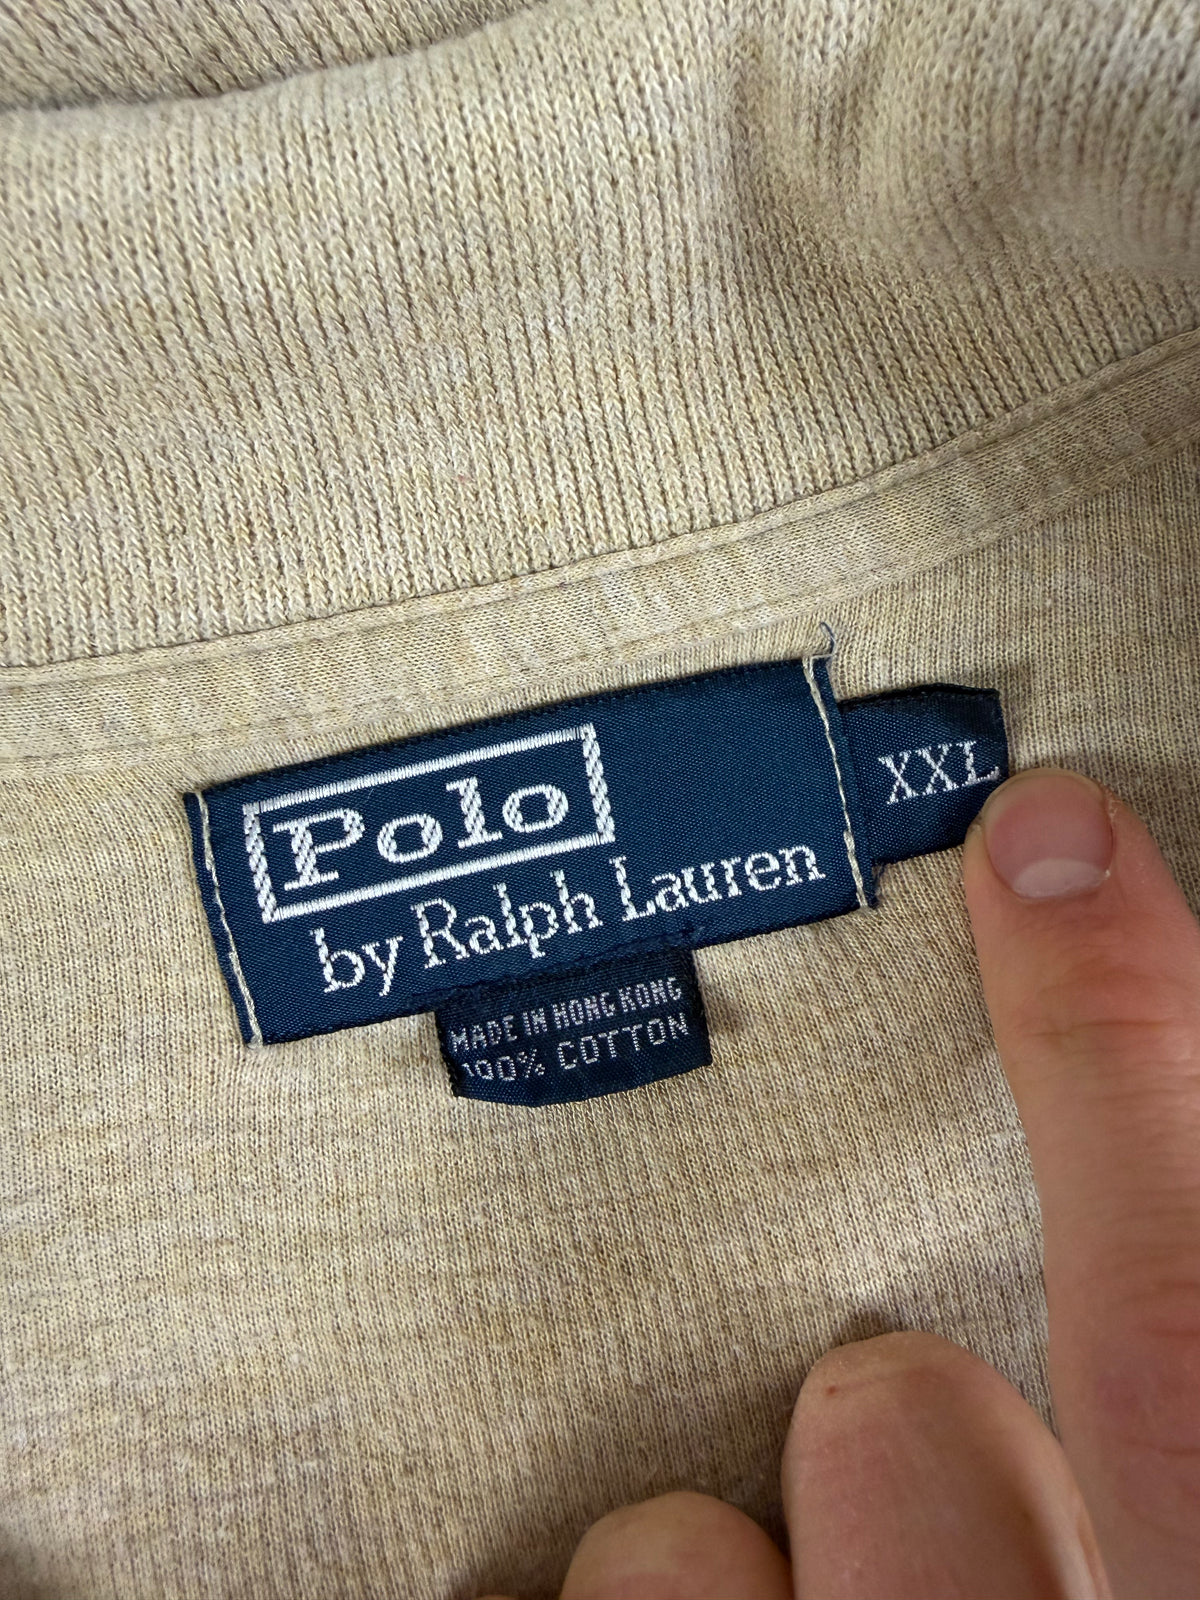 Polo
by Ralph Lauren
XXL
MADE IN HONG KONG
100% COTTON